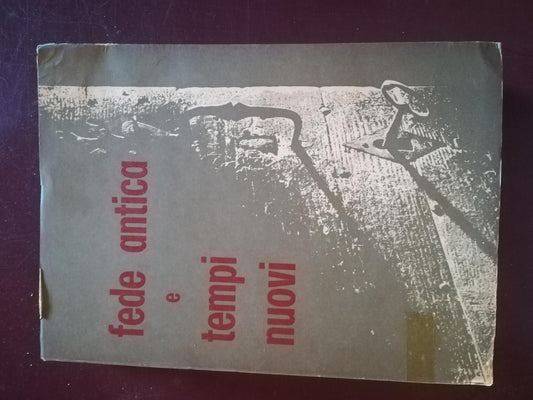 fede antica
e
tempi
nuovi